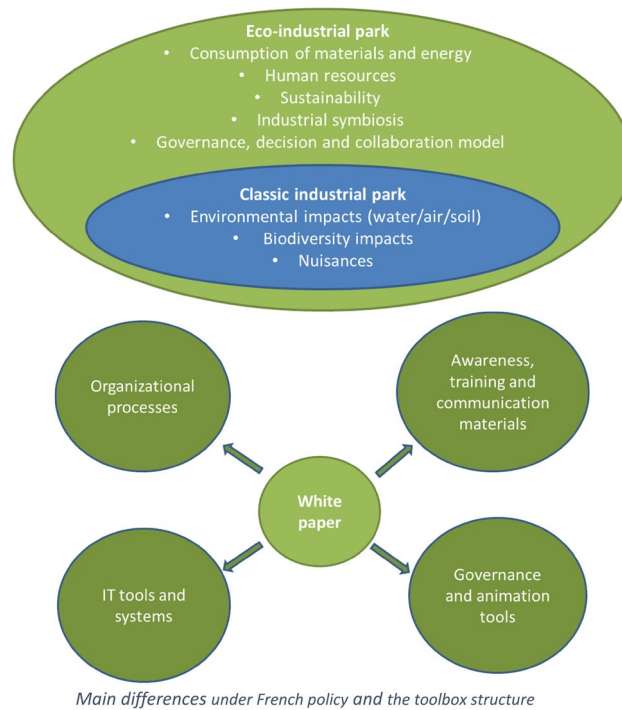 Eco-industrial park
• Consumption of materials and energy
• Human resources
• Sustainability
• Industrial symbiosis
• Governance, decision and collaboration model
Classic industrial park
• Environmental impacts (water/air/soil)
• Biodiversity impacts
• Nuisances
Organizational
processes
Awareness,
training and
communication
materials
White
paper
IT tools and
systems
Governance
and animation
tools
Main differences under French policy and the toolbox structure